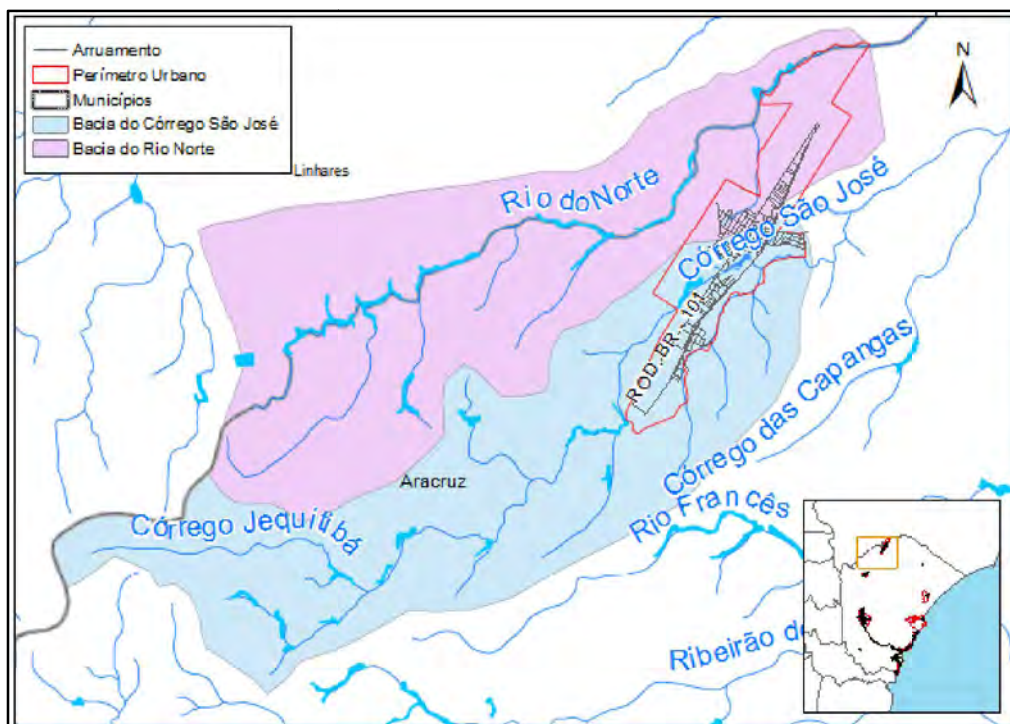 Arruamento
Perímetro Urbano
Municípios
Bacia do Córrego São José
Bacia do Rio Norte
N
Linhares
Rio do Norte
Córrego São José
ROD. BR - 101
Córrego das Capangas
Aracruz
Rio Francês
Córrego Jequitibá
Ribeirão de